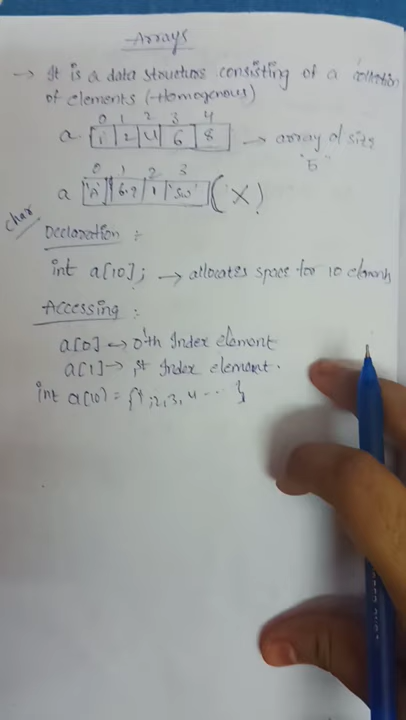 Arrays
→ It is a data structure consisting of a collection
of elements (Homogenous)
0 1 2 3 4
a 1 2 4 6 8 → array of size
"5"
0 1 2 3
a 'A' 6.9 1 (X)
char
Declaration :-
int a[10]; → allocates space for 10 elements
Accessing :-
a[0] → 0'th Index element
a[1] → 1st Index element.
int a(10) = {1,2,3,4 ... }